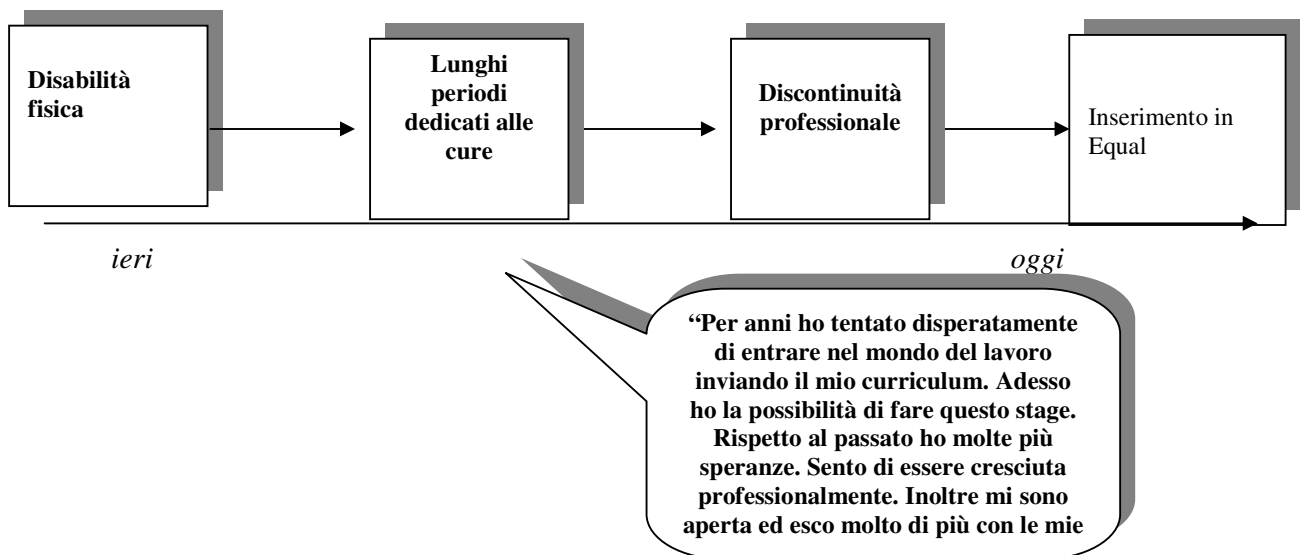 Disabilità
fisica
Lunghi
periodi
dedicati alle
cure
Discontinuità
professionale
Inserimento in
Equal
ieri
oggi
“Per anni ho tentato disperatamente
di entrare nel mondo del lavoro
inviando il mio curriculum. Adesso
ho la possibilità di fare questo stage.
Rispetto al passato ho molte più
speranze. Sento di essere cresciuta
professionalmente. Inoltre mi sono
aperta ed esco molto di più con le mie